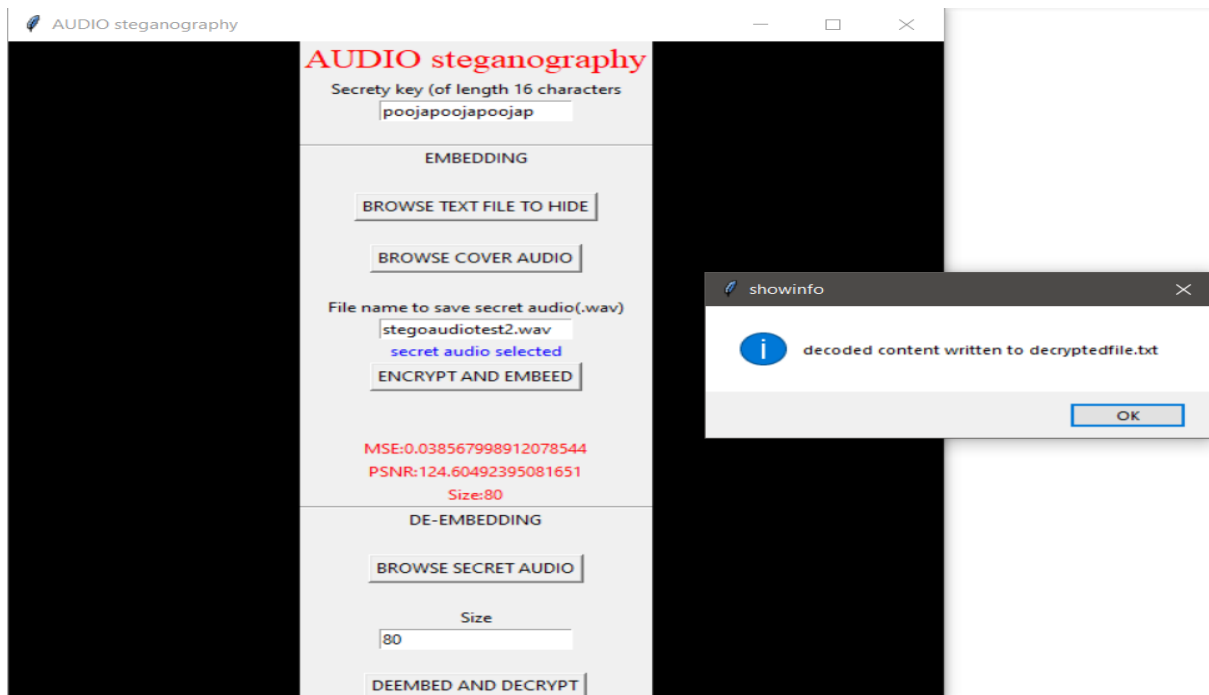 AUDIO steganography
AUDIO steganography
Secrety key (of length 16 characters
poojapoojapoojap
EMBEDDING
BROWSE TEXT FILE TO HIDE
BROWSE COVER AUDIO
File name to save secret audio(.wav)
stegoaudiotest2.wav
secret audio selected
ENCRYPT AND EMBEED
MSE:0.038567998912078544
PSNR:124.60492395081651
Size:80
DE-EMBEDDING
BROWSE SECRET AUDIO
Size
80
DEEMBED AND DECRYPT
showinfo
decoded content written to decryptedfile.txt
OK